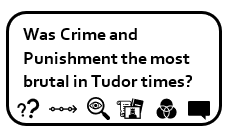 Was Crime and
Punishment the most
brutal in Tudor times?
??